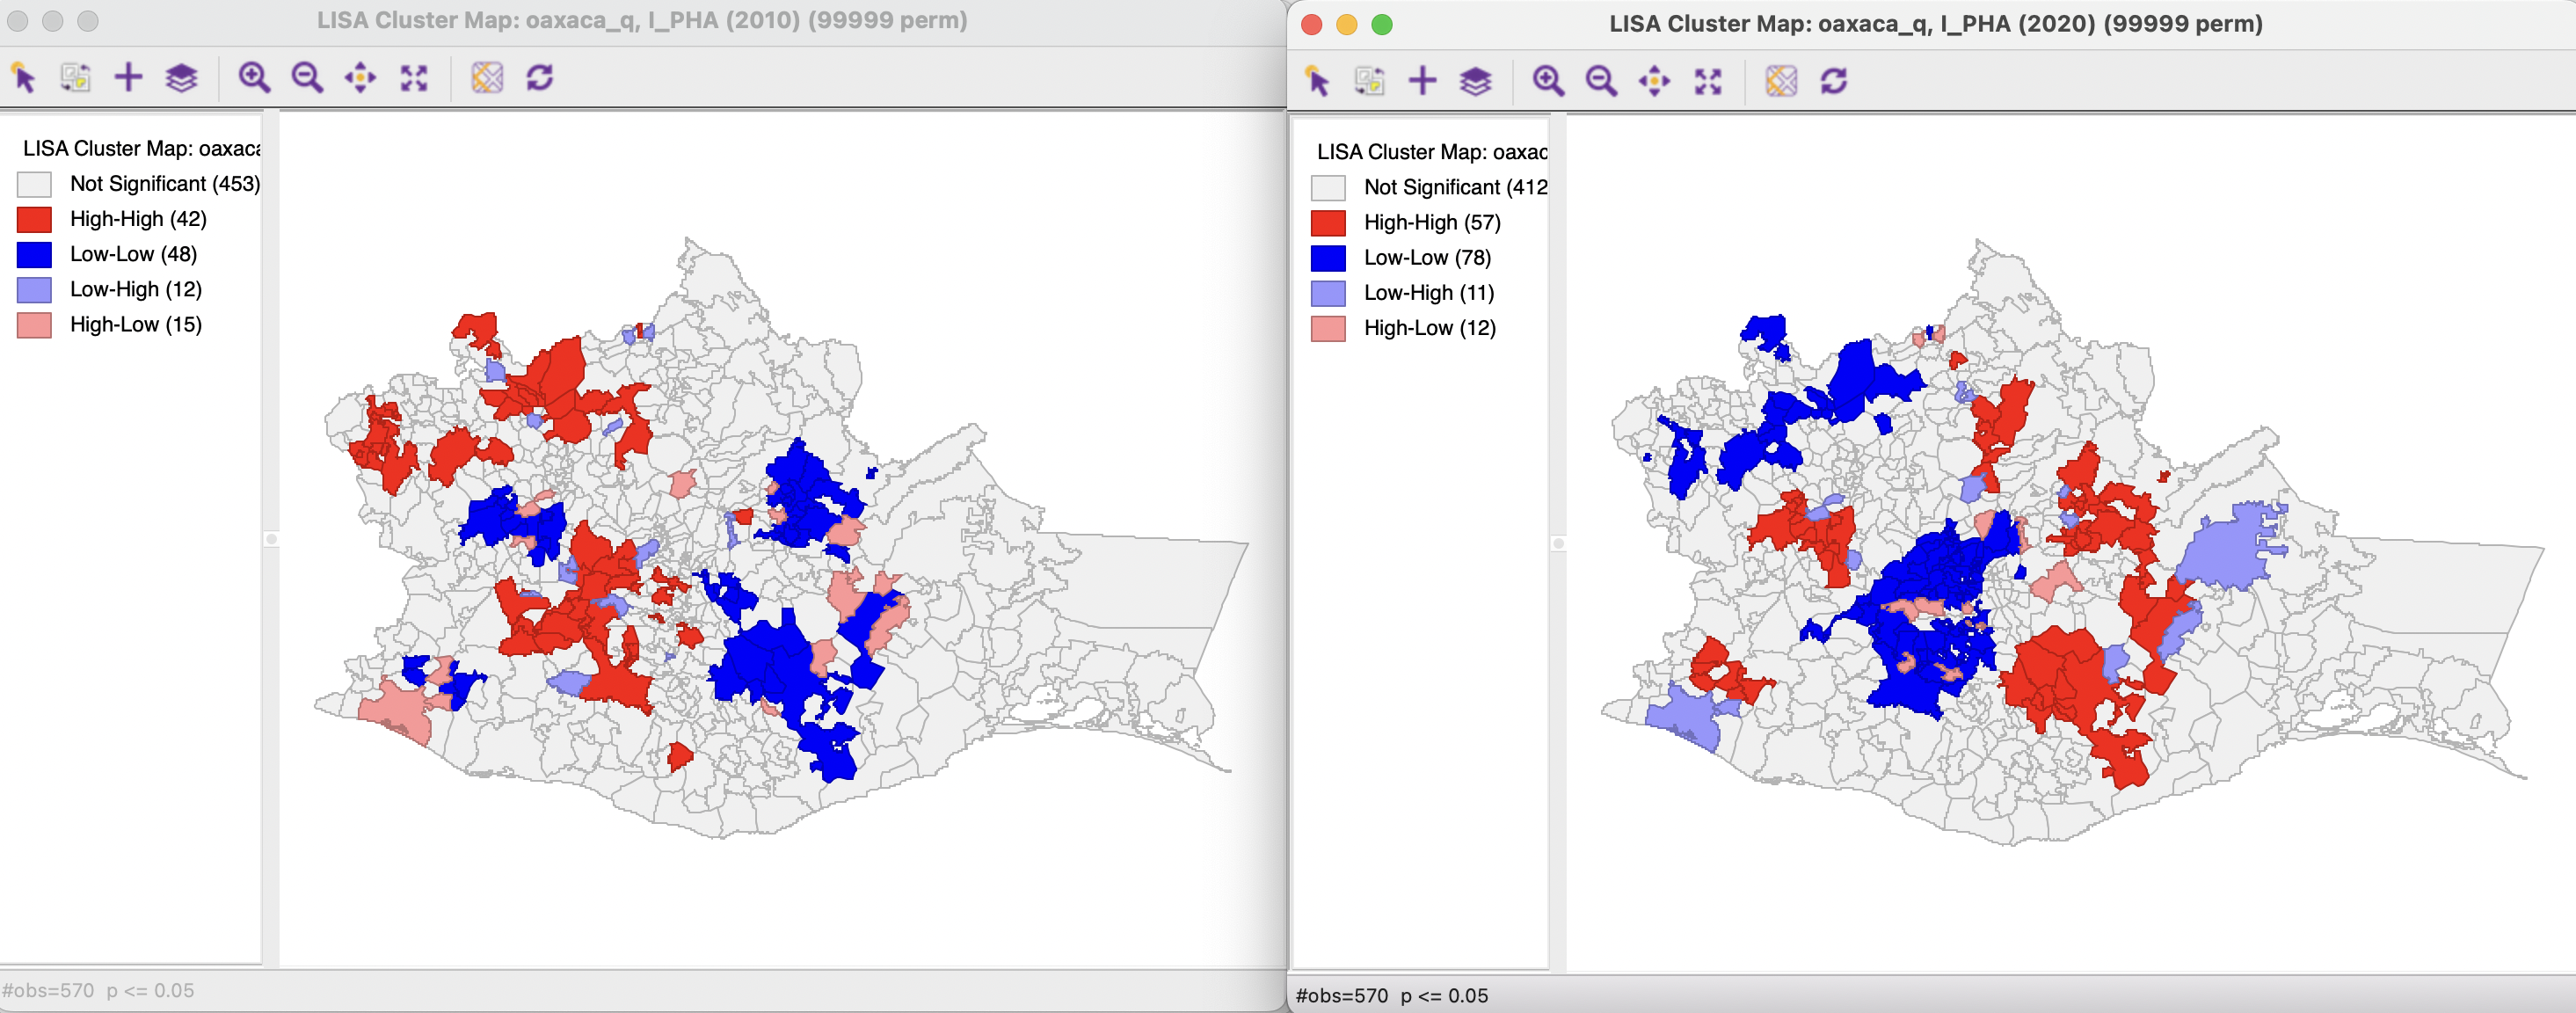 LISA Cluster Map: oaxaca_q, I_PHA (2010) (99999 perm)
LISA Cluster Map: oaxaca
Not Significant (453)
High-High (42)
Low-Low (48)
Low-High (12)
High-Low (15)
#obs=570 p <= 0.05
LISA Cluster Map: oaxaca_q, I_PHA (2020) (99999 perm)
LISA Cluster Map: oaxac
Not Significant (412
High-High (57)
Low-Low (78)
Low-High (11)
High-Low (12)
#obs=570 p <= 0.05